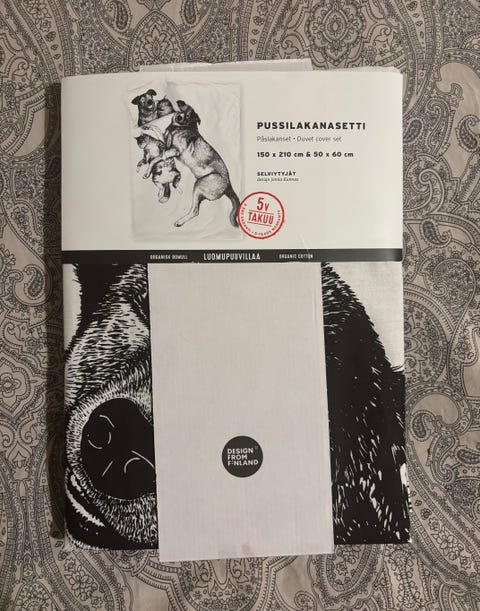 PUSSILAKANASETTI
Påslakanset • Duvet cover set
150 x 210 cm & 50 x 60 cm
SELVIYTYJÄT
design Jenna Kunnas
5v
TAKUU
ORGANISK BOMULL LUOMUPUUVILLAA ORGANIC COTTON
DESIGN
FROM
FINLAND